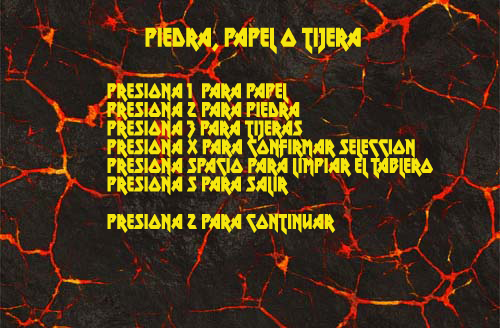 PIEDRA, PAPEL O TIJERA
PRESIONA 1 PARA PAPEL
PRESIONA 2 PARA PIEDRA
PRESIONA 3 PARA TIJERAS
PRESIONA X PARA CONFIRMAR SELECCION
PRESIONA SPACIO PARA LIMPIAR EL TABLERO
PRESIONA S PARA SALIR
PRESIONA Z PARA CONTINUAR